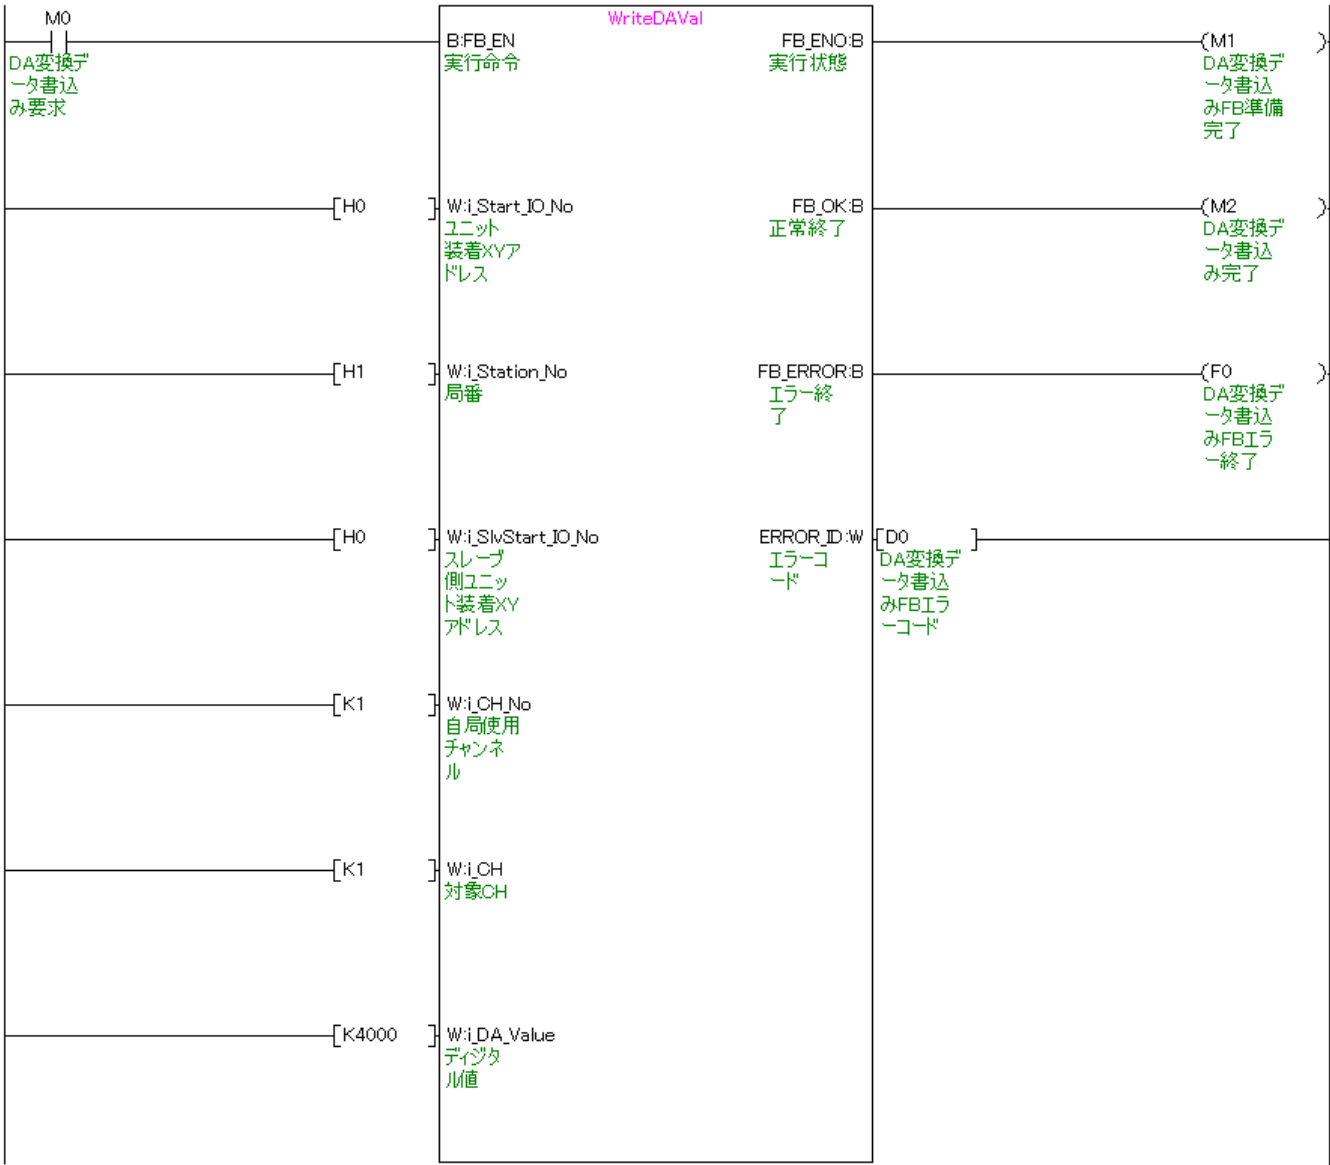 WriteDAVal
M0
DA変換デ
ータ書込
み要求
B:FB_EN
実行命令
FB_ENO:B
実行状態
M1
DA変換デ
ータ書込
みFB準備
完了
H0
W:i_Start_IO_No
ユニット
装着XYア
ドレス
FB_OK:B
正常終了
M2
DA変換デ
ータ書込
み完了
H1
W:i_Station_No
局番
FB_ERROR:B
エラー終
了
F0
DA変換デ
ータ書込
みFBエラ
ー終了
H0
W:i_SlvStart_IO_No
スレーブ
側ユニッ
ト装着XY
アドレス
ERROR_ID:W
エラーコ
ード
D0
DA変換デ
ータ書込
みFBエラ
ーコード
K1
W:i_CH_No
自局使用
チャンネ
ル
K1
W:i_CH
対象CH
K4000
W:i_DA_Value
ディジタ
ル値